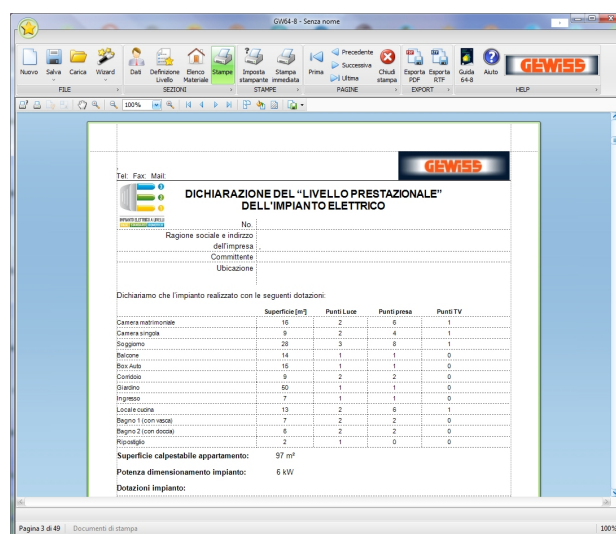 GW64-8 - Senza nome
Nuovo Salva Carica Wizard Dati Definizione Livello Elenco Materiale Stampe Imposta stampante Stampa immediata Prima Precedente Successiva Ultima Chiudi stampa Esporta PDF Esporta RTF Guida 64-8 Auto GEWISS
FILE SEZIONI STAMPE PAGINE EXPORT HELP
100%
GEWISS
Tel: Fax: Mail:
DICHIARAZIONE DEL “LIVELLO PRESTAZIONALE”
DELL'IMPIANTO ELETTRICO
IMPIANTO ELETTRICO A LIVELLI
No.
Ragione sociale e indirizzo
dell'impresa
Committente
Ubicazione
Dichiariamo che l'impianto realizzato con le seguenti dotazioni:
Superficie [m²] Punti Luce Punti presa Punti TV
Camera matrimoniale 16 2 6 1
Camera singola 9 2 4 1
Soggiorno 28 3 8 1
Balcone 14 1 1 0
Box Auto 15 1 1 0
Corridoio 9 2 2 0
Giardino 50 1 1 0
Ingresso 7 1 1 0
Locale cucina 13 2 6 1
Bagno 1 (con vasca) 7 2 2 0
Bagno 2 (con doccia) 6 2 2 0
Ripostiglio 2 1 0 0
Superficie calpestabile appartamento: 97 m²
Potenza dimensionamento impianto: 6 kW
Dotazioni impianto:
Pagina 3 di 49 Documenti di stampa 100%